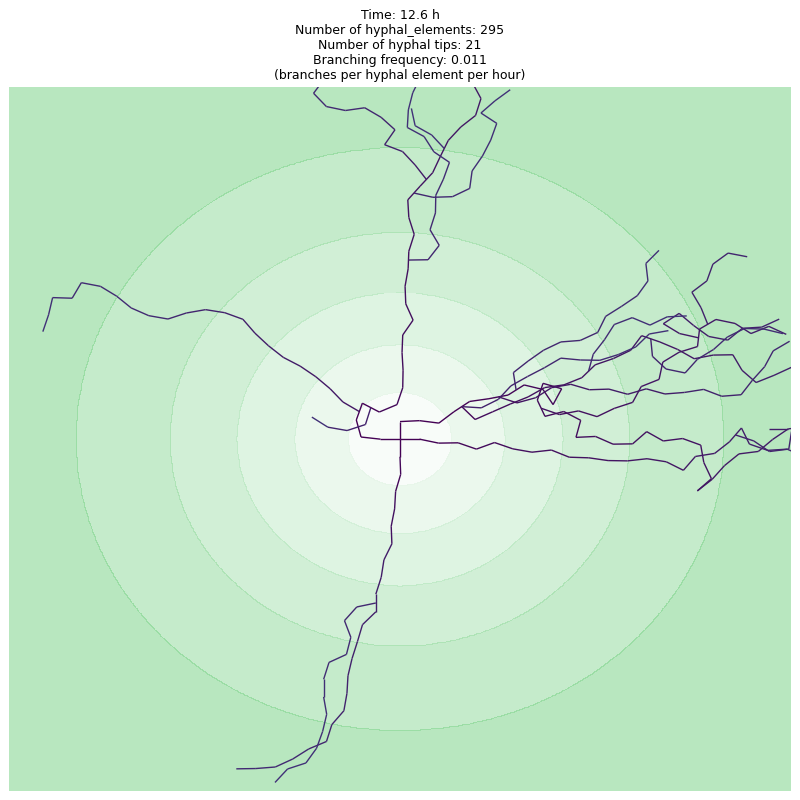 Time: 12.6 h
Number of hyphal_elements: 295
Number of hyphal tips: 21
Branching frequency: 0.011
(branches per hyphal element per hour)